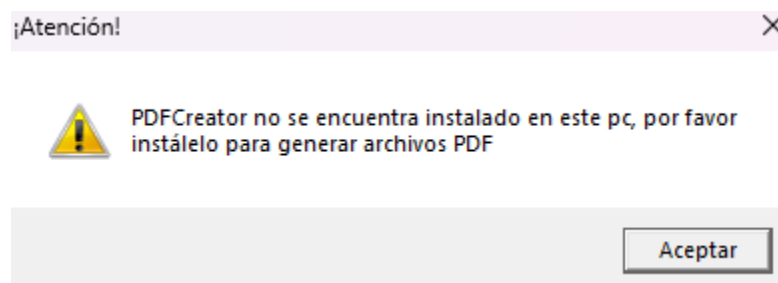 ¡Atención!
PDFCreator no se encuentra instalado en este pc, por favor
instálelo para generar archivos PDF
Aceptar